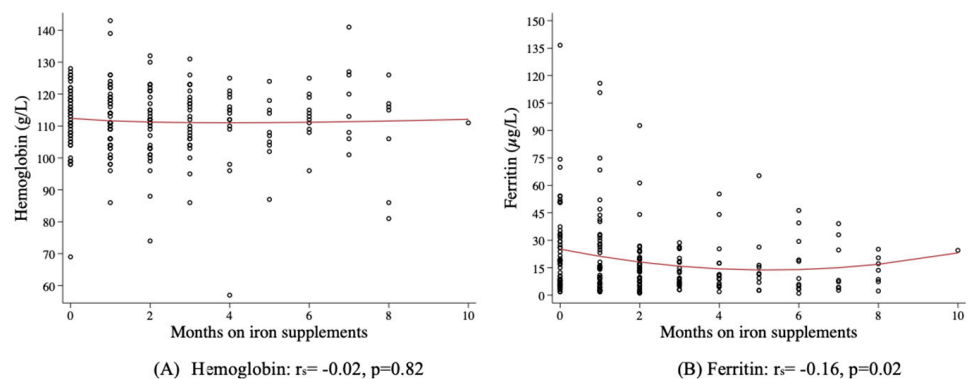 Hemoglobin (g/L)
140
130
120
110
100
90
80
70
60
0 2 4 6 8 10
Months on iron supplements
(A) Hemoglobin: rs= -0.02, p=0.82
Ferritin (µg/L)
150
135
120
105
90
75
60
45
30
15
0
0 2 4 6 8 10
Months on iron supplements
(B) Ferritin: rs= -0.16, p=0.02